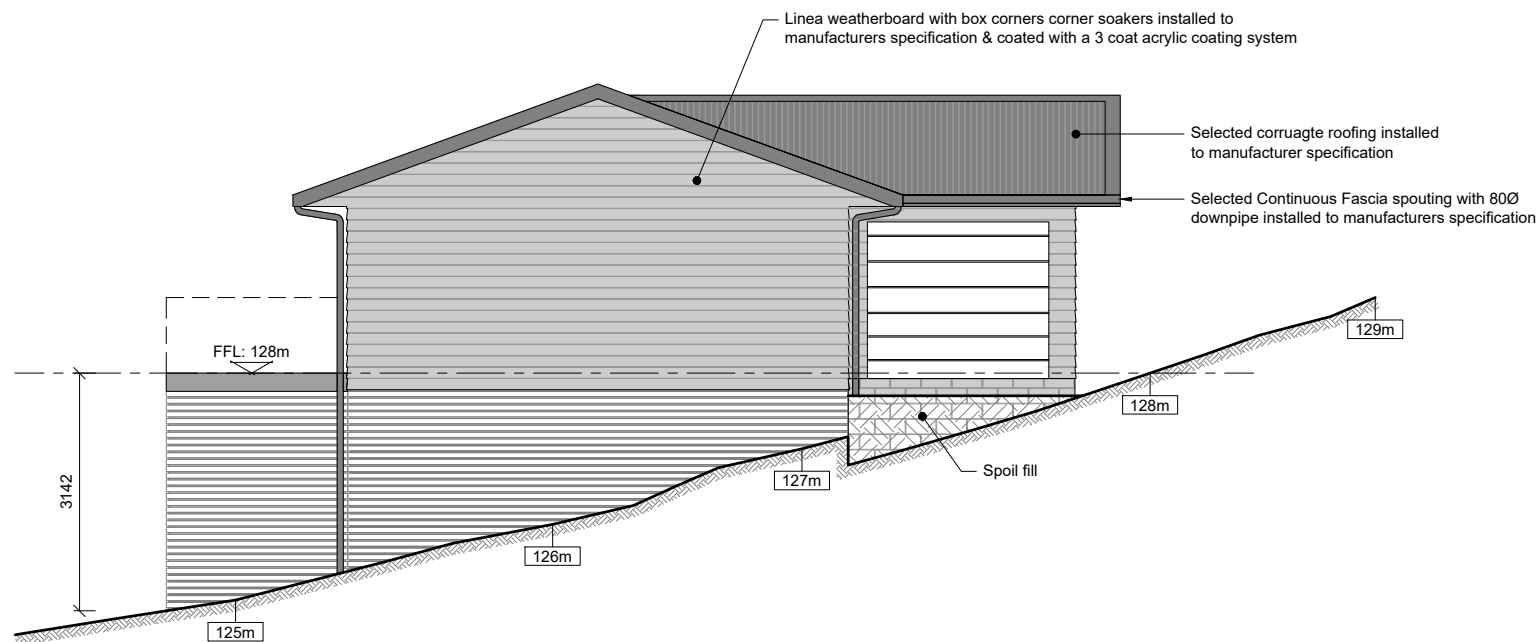 Linea weatherboard with box corners corner soakers installed to
manufacturers specification & coated with a 3 coat acrylic coating system
Selected corruagte roofing installed
to manufacturer specification
Selected Continuous Fascia spouting with 80Ø
downpipe installed to manufacturers specification
129m
FFL: 128m
128m
Spoil fill
127m
3142
126m
125m